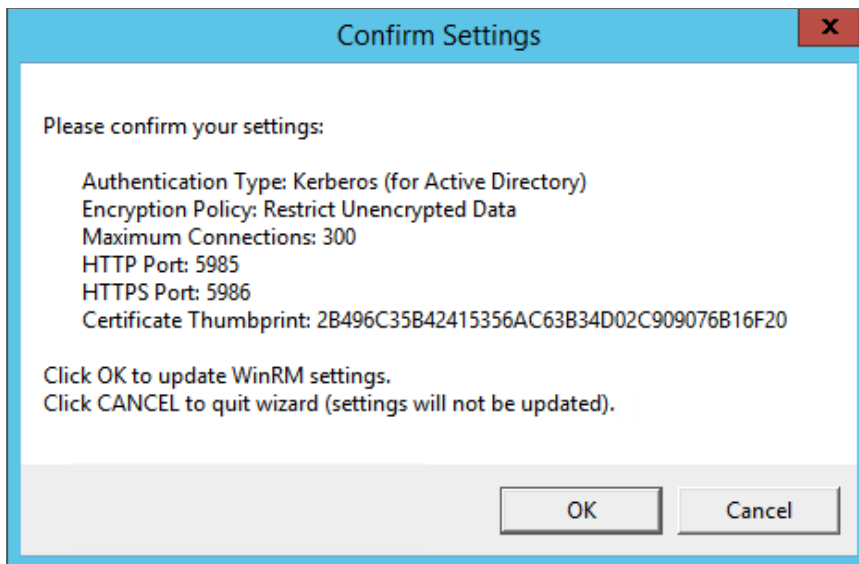 Confirm Settings
X
Please confirm your settings:
Authentication Type: Kerberos (for Active Directory)
Encryption Policy: Restrict Unencrypted Data
Maximum Connections: 300
HTTP Port: 5985
HTTPS Port: 5986
Certificate Thumbprint: 2B496C35B42415356AC63B34D02C909076B16F20
Click OK to update WinRM settings.
Click CANCEL to quit wizard (settings will not be updated).
OK
Cancel